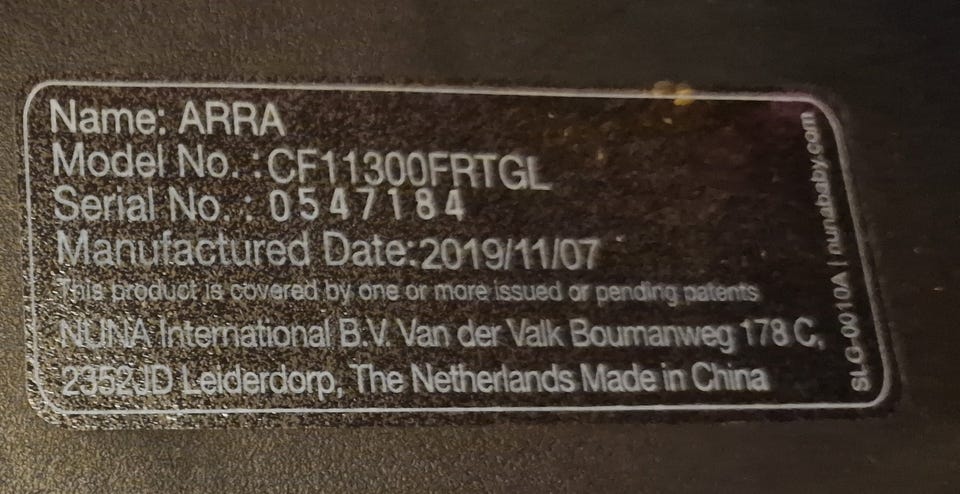 Name: ARRA
Model No. :CF11300FRTGL
Serial No. : 0547184
Manufactured Date:2019/11/07
This product is covered by one or more issued or pending patents
NUNA International B.V. Van der Valk Boumanweg 178 C,
2352JD Leiderdorp, The Netherlands Made in China
SLG-0010A | nunababy.com